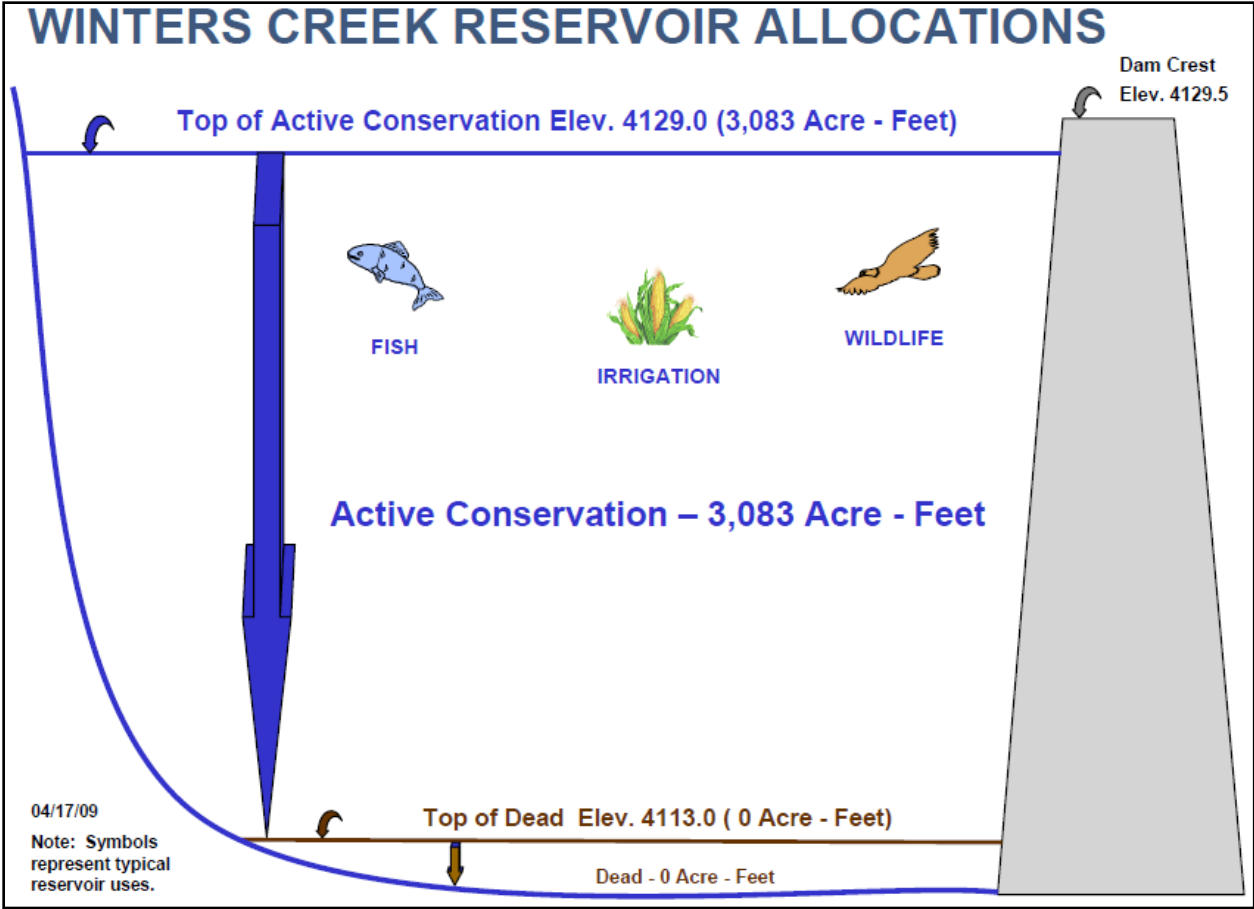 WINTERS CREEK RESERVOIR ALLOCATIONS
Dam Crest
Elev. 4129.5
Top of Active Conservation Elev. 4129.0 (3,083 Acre - Feet)
FISH
IRRIGATION
WILDLIFE
Active Conservation – 3,083 Acre - Feet
04/17/09
Note: Symbols
represent typical
reservoir uses.
Top of Dead Elev. 4113.0 ( 0 Acre - Feet)
Dead - 0 Acre - Feet